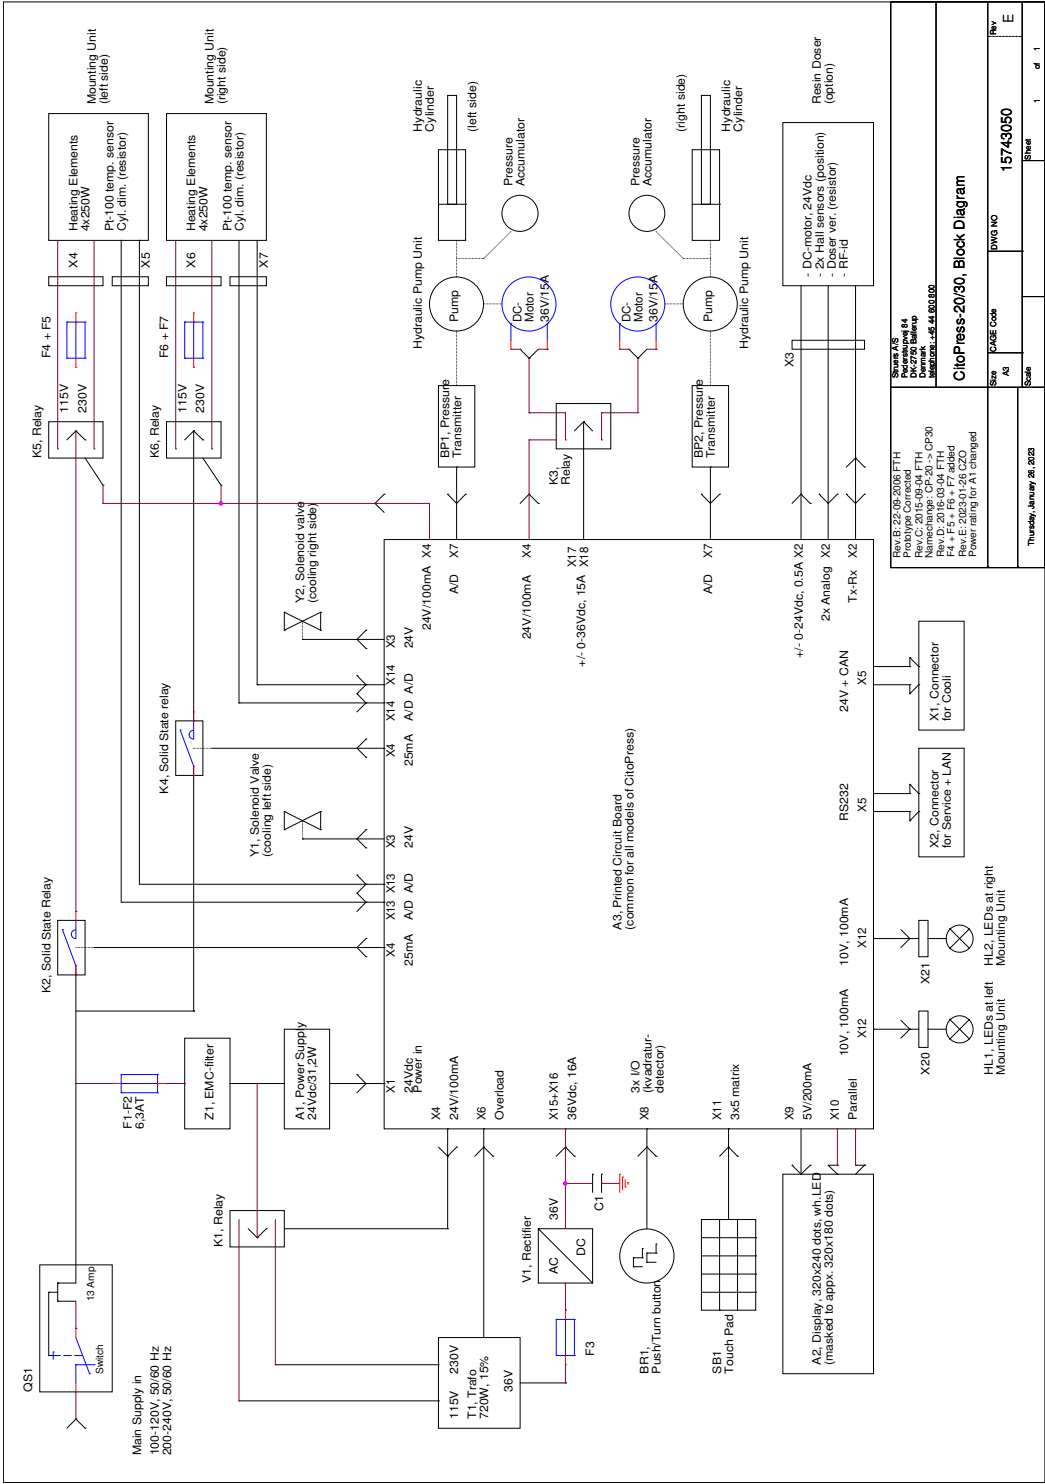 QS1
Switch
13 Amp
Main Supply in
100-120V, 50/60 Hz
200-240V, 50/60 Hz
F1-F2
6,3AT
Z1, EMC-filter
A1, Power Supply
24Vdc/31,2W
K1, Relay
115V 230V
T1, Trafo
720W, 15%
36V
F3
V1, Rectifier
AC
DC
36V
C1
BR1,
Push/Turn button
SB1
Touch Pad
A2, Display, 320x240 dots, wh.LED
(masked to appx. 320x180 dots)
K2, Solid State Relay
K4, Solid State relay
Y1, Solenoid Valve
(cooling left side)
Y2, Solenoid valve
(cooling right side)
K5, Relay
115V
230V
F4 + F5
X4
X5
Heating Elements
4x250W
Pt-100 temp. sensor
Cyl. dim. (resistor)
Mounting Unit
(left side)
K6, Relay
115V
230V
F6 + F7
X6
X7
Heating Elements
4x250W
Pt-100 temp. sensor
Cyl. dim. (resistor)
Mounting Unit
(right side)
X1
24Vdc
Power in
X4
25mA
X13
A/D
X13
A/D
X3
24V
X4
25mA
X14
A/D
X14
A/D
X3
24V
X4
24V/100mA
X6
Overload
X15+X16
36Vdc, 16A
3x I/O
(kvadratur-
detector)
X8
X11
3x5 matrix
X9
5V/200mA
X10
Parallel
A3, Printed Circuit Board
(common for all models of CitoPress)
X4
24V/100mA
X7
A/D
X4
24V/100mA
X17
X18
+/- 0-36Vdc, 15A
X7
A/D
+/- 0-24Vdc, 0.5A X2
2x Analog X2
Tx-Rx X2
10V, 100mA
X12
10V, 100mA
X12
RS232
X5
24V + CAN
X5
X20
HL1, LEDs at left
Mounting Unit
X21
HL2, LEDs at right
Mounting Unit
X2, Connector
for Service + LAN
X1, Connector
for Cooli
BP1, Pressure
Transmitter
Pump
Hydraulic Pump Unit
Hydraulic
Cylinder
(left side)
Pressure
Accumulator
DC-
Motor
36V/15A
K3,
Relay
DC-
Motor
36V/15A
Pressure
Accumulator
BP2, Pressure
Transmitter
Pump
Hydraulic Pump Unit
(right side)
Hydraulic
Cylinder
X3
- DC-motor, 24Vdc
- 2x Hall sensors (position)
- Doser ver. (resistor)
- RF-id
Resin Doser
(option)
Rev.B: 22-09-2006 FTH
Prototype Corrected
Rev.C: 2015-09-04 FTH
Namechange: CP-20 -> CP30
Rev.D: 2016-03-04 FTH
F4 + F5 + F6 + F7 added
Rev.E: 2023-01-26 CZO
Power rating for A1 changed
Thursday, January 26, 2023
Struers A/S
Pederstrupvej 84
DK-2750 Ballerup
Denmark
telephone: +45 44 600 800
CitoPress-20/30, Block Diagram
Size
A3
CAGE Code
DWG NO
15743050
Rev
E
Scale
Sheet
1 of 1